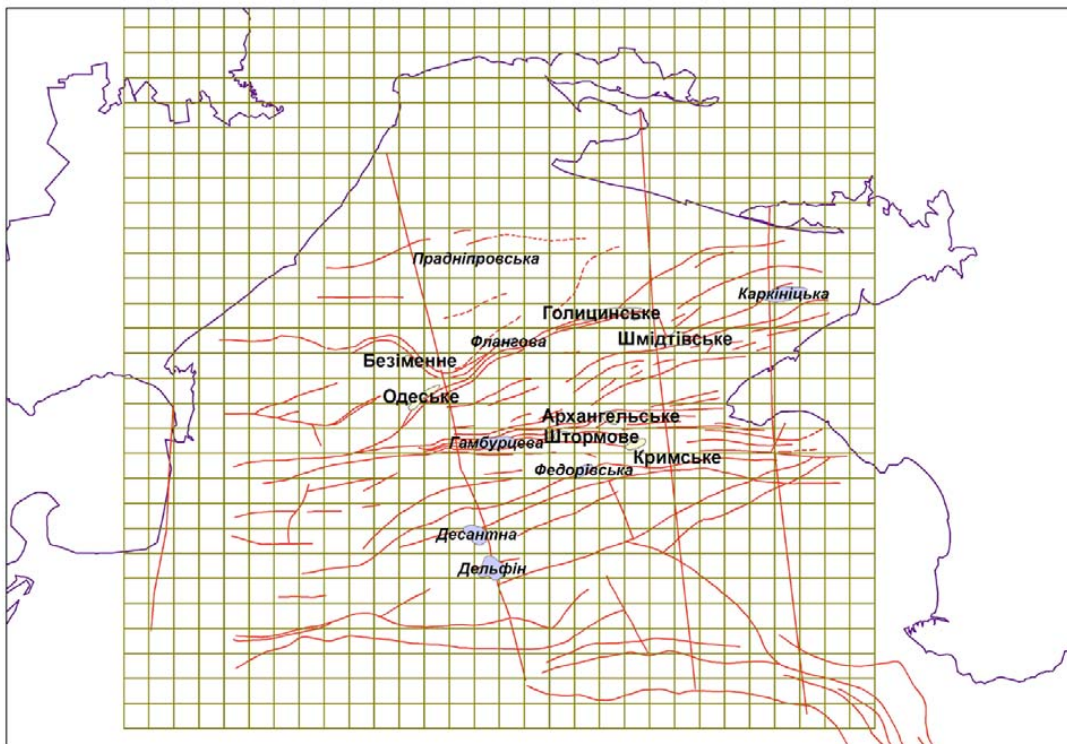 Прадніпровська
Каркініцька
Голицинське
Флангова
Шмідтівське
Безіменне
Одеське
Архангельське
Гамбурцева
Штормове
Кримське
Федорівська
Десантна
Дельфін